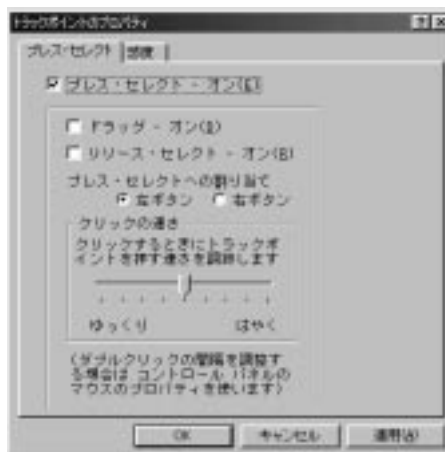 トラックポイントのプロパティ
プレス・セレクト 感度
プレス・セレクト - オン(E)
ドラッグ - オン(D)
リリース・セレクト - オン(R)
プレス・セレクトへの割り当て
左ボタン 右ボタン
クリックの速さ
クリックするときにトラックポ
イントを押す速さを調節します
ゆっくり はやく
(ダブルクリックの間隔を調整す
る場合は コントロール パネルの
マウスのプロパティを使います)
OK キャンセル 適用(A)